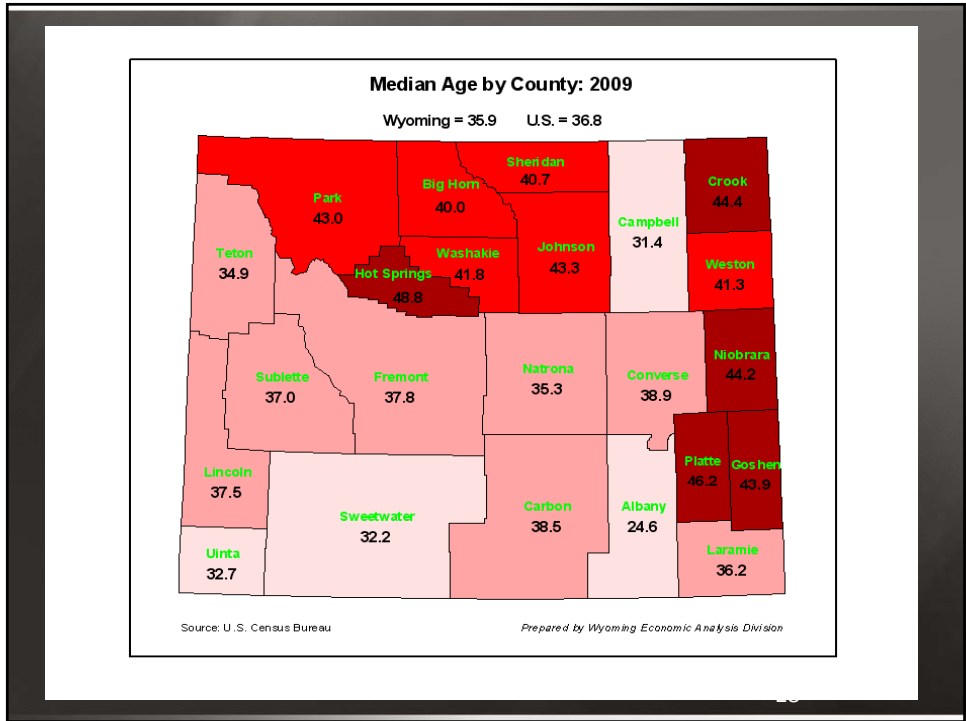 Median Age by County: 2009
Wyoming = 35.9 U.S. = 36.8
Sheridan
40.7
Crook
44.4
Big Horn
40.0
Park
43.0
Campbell
31.4
Teton
34.9
Washakie
41.8
Johnson
43.3
Weston
41.3
Hot Springs
48.8
Niobrara
44.2
Natrona
35.3
Converse
38.9
Sublette
37.0
Fremont
37.8
Platte
46.2
Goshen
43.9
Lincoln
37.5
Sweetwater
32.2
Carbon
38.5
Albany
24.6
Uinta
32.7
Laramie
36.2
Source: U.S. Census Bureau
Prepared by Wyoming Economic Analysis Division